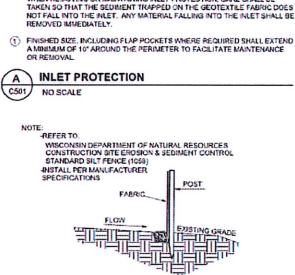 TAKEN SO THAT THE SEDIMENT TRAPPED ON THE GEOTEXTILE FABRIC DOES
NOT FALL INTO THE INLET. ANY MATERIAL FALLING INTO THE INLET SHALL BE
REMOVED IMMEDIATELY.
1 FINISHED SIZE, INCLUDING FLAP POCKETS WHERE REQUIRED SHALL EXTEND
A MINIMUM OF 10" AROUND THE PERIMETER TO FACILITATE MAINTENANCE
OR REMOVAL.
A INLET PROTECTION
C501 NO SCALE
NOTE:
-REFER TO:
WISCONSIN DEPARTMENT OF NATURAL RESOURCES
CONSTRUCTION SITE EROSION & SEDIMENT CONTROL
STANDARD SILT FENCE (1056)
-INSTALL PER MANUFACTURER
SPECIFICATIONS
POST
FABRIC
FLOW
EXISTING GRADE